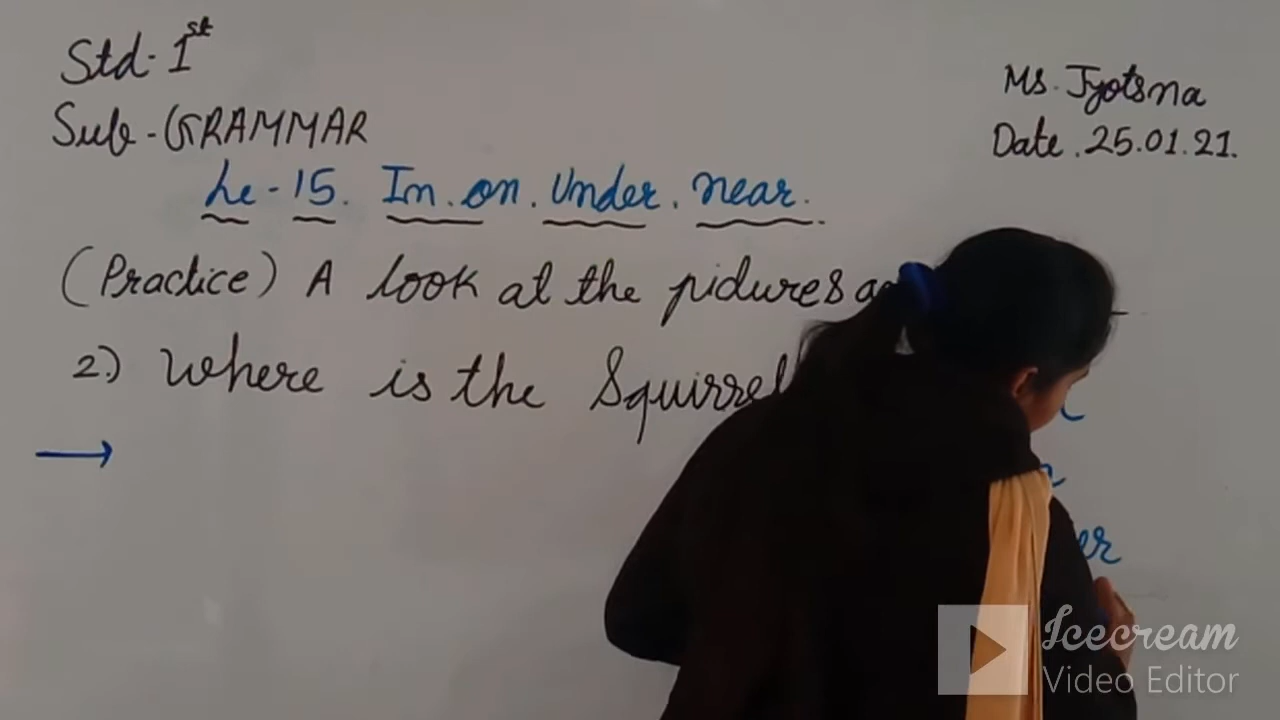 Std- 1st
Sub - GRAMMAR
Ms. Jyotsna
Date . 25.01.21.
Le - 15. In . on . Under . near .
(Practice) A look at the pictures
2.) Where is the Squirrel
→
Icecream
Video Editor